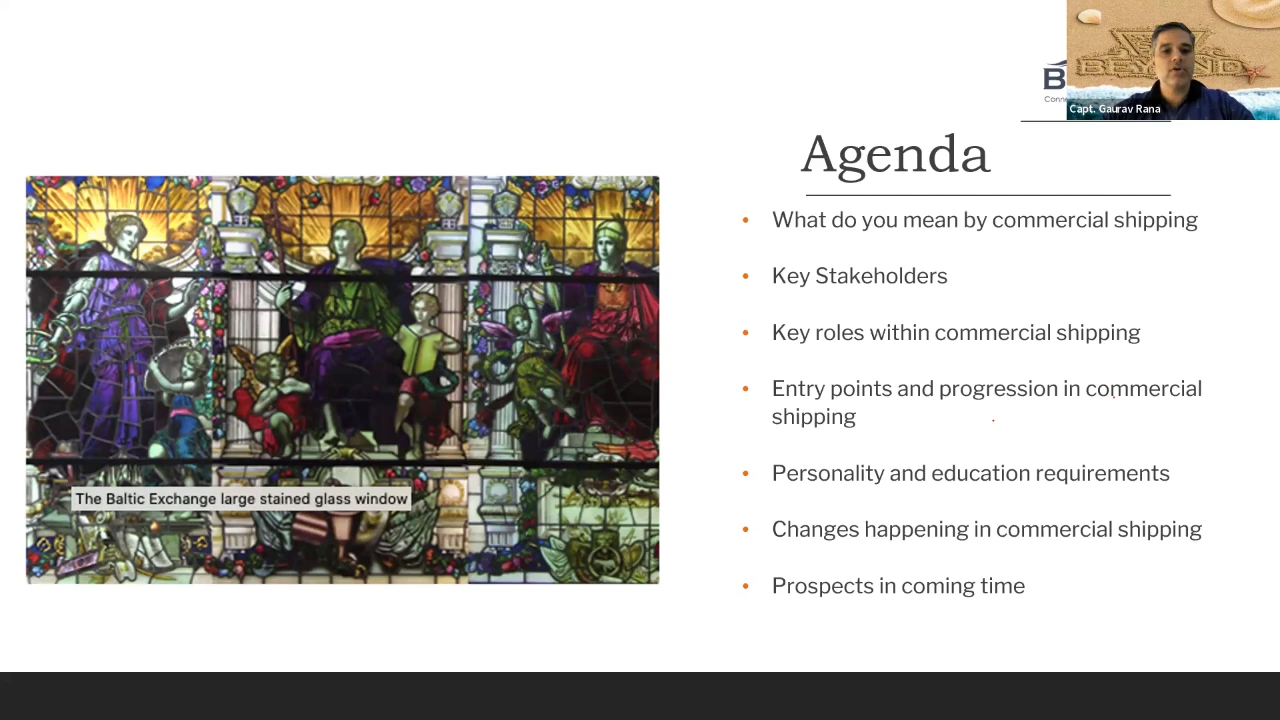 BEYOND
Capt. Gaurav Rana
Agenda
• What do you mean by commercial shipping
• Key Stakeholders
• Key roles within commercial shipping
• Entry points and progression in commercial
shipping
• Personality and education requirements
• Changes happening in commercial shipping
• Prospects in coming time
The Baltic Exchange large stained glass window